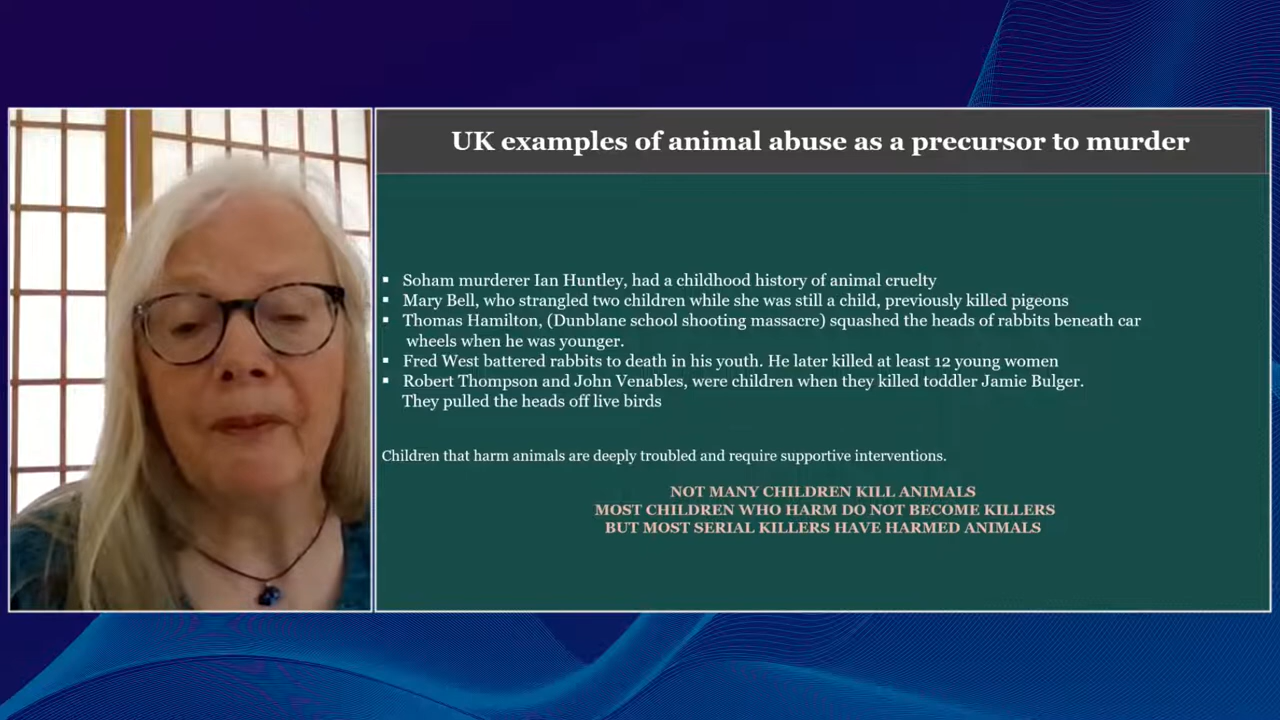 UK examples of animal abuse as a precursor to murder
▪ Soham murderer Ian Huntley, had a childhood history of animal cruelty
▪ Mary Bell, who strangled two children while she was still a child, previously killed pigeons
▪ Thomas Hamilton, (Dunblane school shooting massacre) squashed the heads of rabbits beneath car
wheels when he was younger.
▪ Fred West battered rabbits to death in his youth. He later killed at least 12 young women
▪ Robert Thompson and John Venables, were children when they killed toddler Jamie Bulger.
They pulled the heads off live birds
Children that harm animals are deeply troubled and require supportive interventions.
NOT MANY CHILDREN KILL ANIMALS
MOST CHILDREN WHO HARM DO NOT BECOME KILLERS
BUT MOST SERIAL KILLERS HAVE HARMED ANIMALS